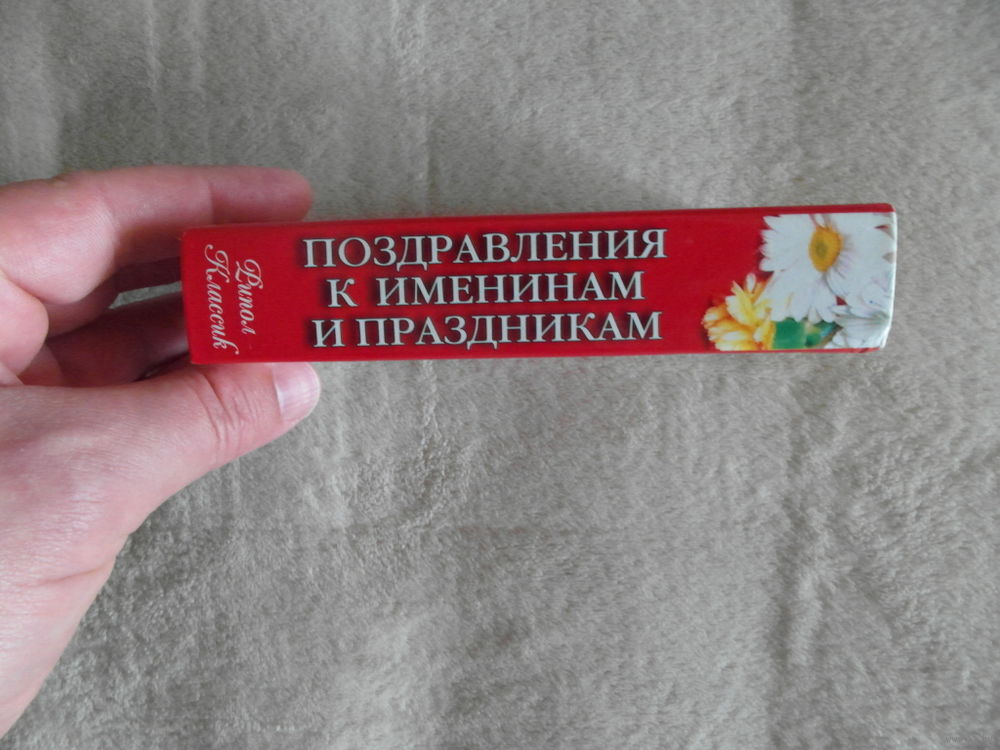 Рипол
Классик
ПОЗДРАВЛЕНИЯ
К ИМЕНИНАМ
И ПРАЗДНИКАМ